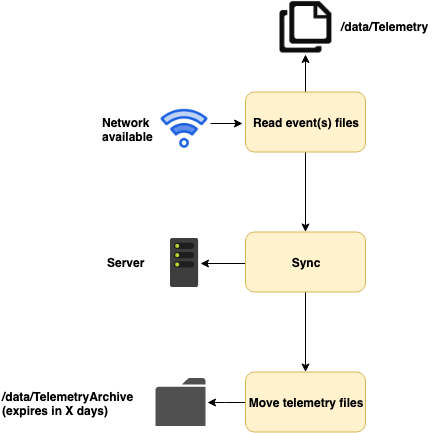 /data/Telemetry
Network
available
Read event(s) files
Server
Sync
/data/TelemetryArchive
(expires in X days)
Move telemetry files